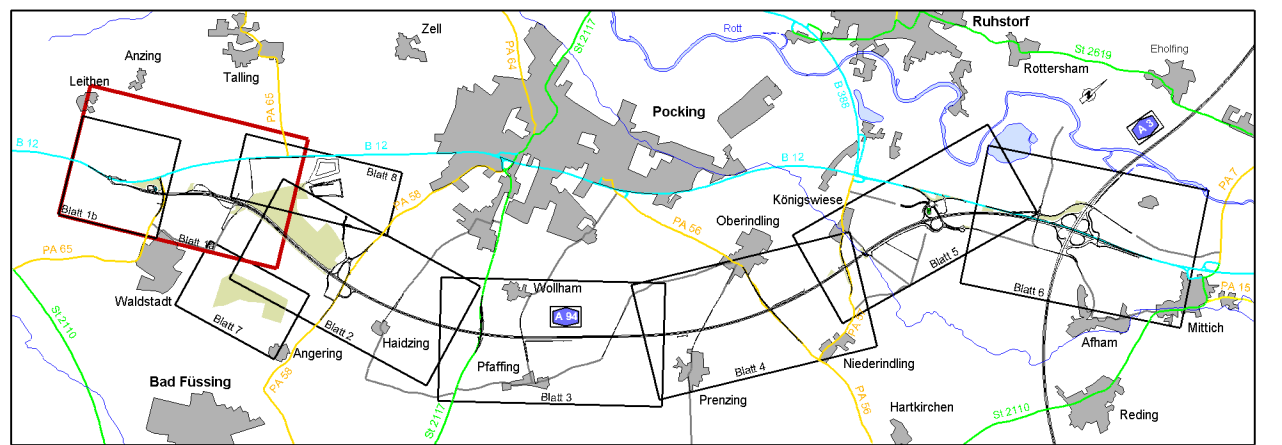 Ruhstorf
Zell
Rott
St 2117
PA 64
St 2619
Eholfing
Anzing
Talling
Rottersham
Leithen
B 388
N
PA 65
Pocking
A 3
B 12
B 12
B 12
Blatt 8
PA 7
PA 58
Königswiese
Blatt 1b
Oberindling
PA 56
Blatt 1a
PA 65
Blatt 5
Waldstadt
Wollham
Blatt 6
PA 15
St 2110
A 94
Mittich
Blatt 7
Blatt 2
Haidzing
Afham
Angering
Pfaffing
Niederindling
Blatt 4
PA 58
Bad Füssing
Blatt 3
Prenzing
PA 56
Hartkirchen
St 2117
St 2110
Reding